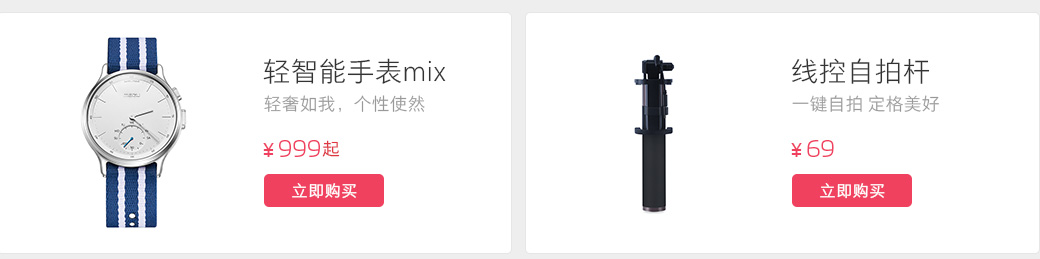 轻智能手表mix
轻奢如我，个性使然
¥999起
立即购买
线控自拍杆
一键自拍 定格美好
¥69
立即购买